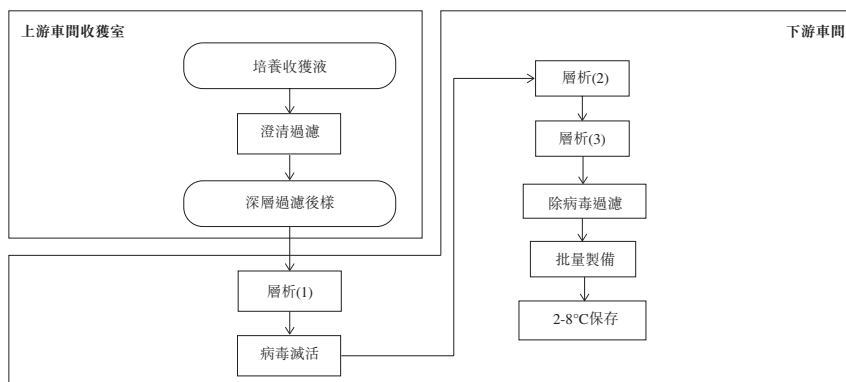 上游車間收獲室
培養收獲液
澄清過濾
深層過濾後樣
層析(1)
病毒滅活
下游車間
層析(2)
層析(3)
除病毒過濾
批量製備
2-8°C保存